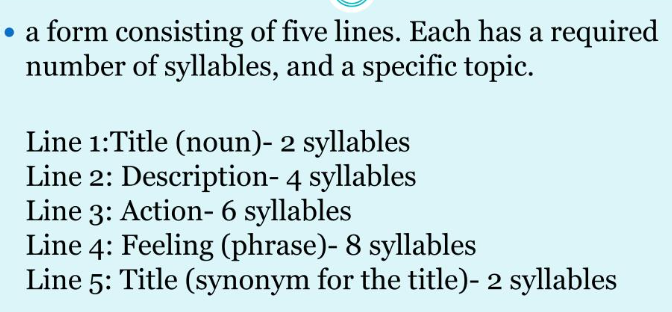 • a form consisting of five lines. Each has a required
number of syllables, and a specific topic.
Line 1:Title (noun)- 2 syllables
Line 2: Description- 4 syllables
Line 3: Action- 6 syllables
Line 4: Feeling (phrase)- 8 syllables
Line 5: Title (synonym for the title)- 2 syllables